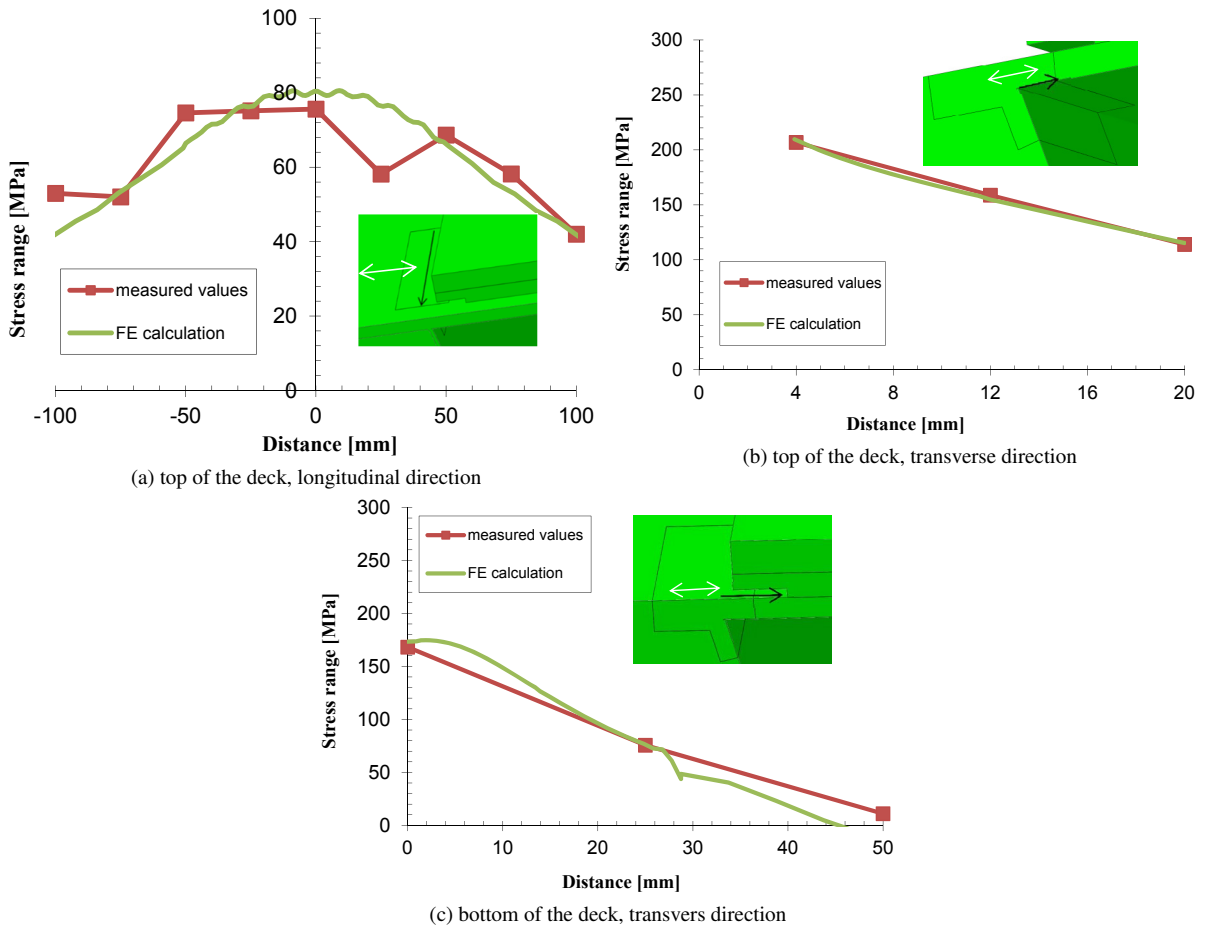 100
80
60
40
20
0
-100
-50
0
50
100
Stress range [MPa]
Distance [mm]
measured values
FE calculation
(a) top of the deck, longitudinal direction
300
250
200
150
100
50
0
0
4
8
12
16
20
Stress range [MPa]
Distance [mm]
measured values
FE calculation
(b) top of the deck, transverse direction
300
250
200
150
100
50
0
0
10
20
30
40
50
Stress range [MPa]
Distance [mm]
measured values
FE calculation
(c) bottom of the deck, transvers direction